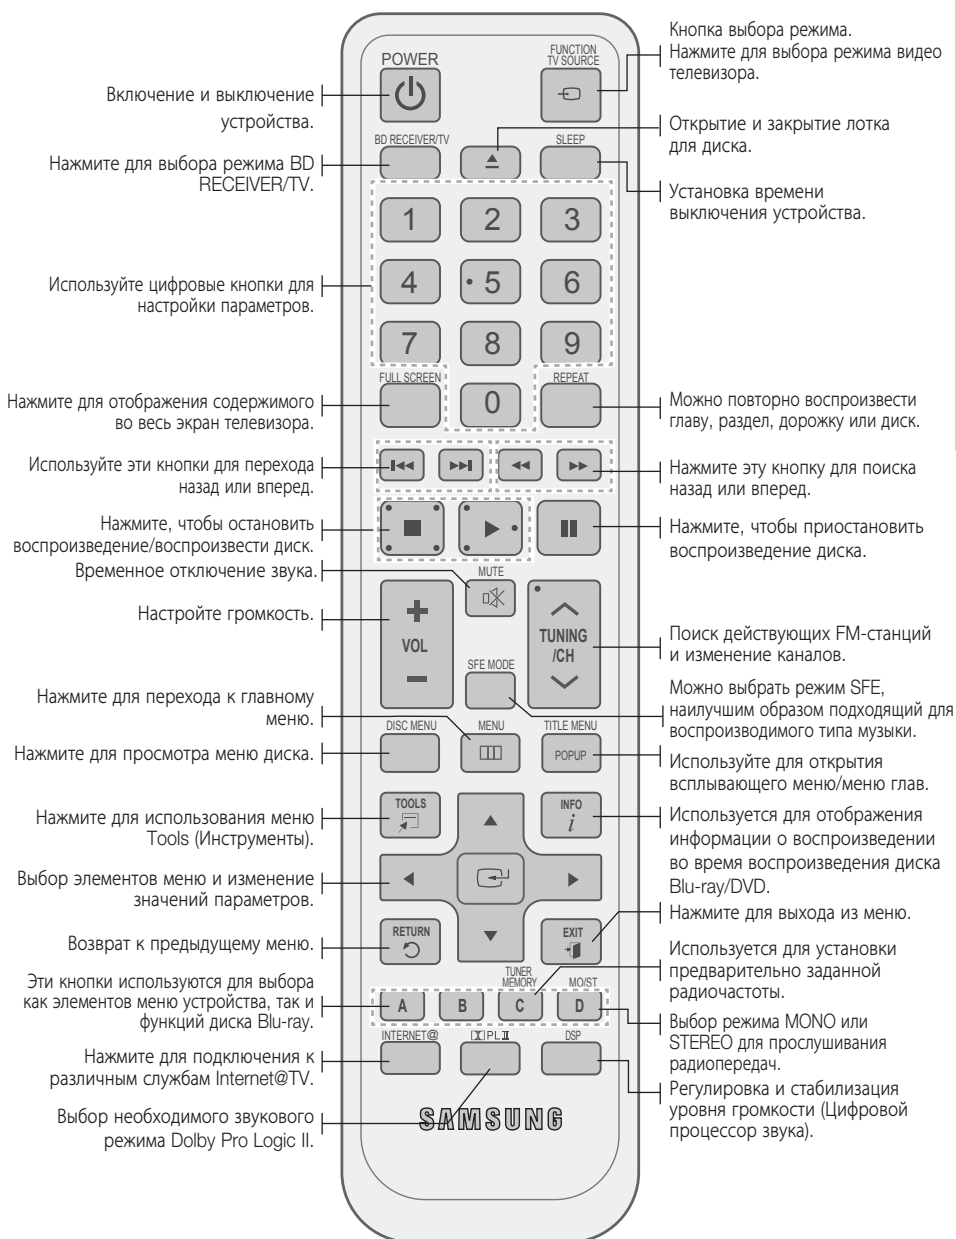 Кнопка выбора режима.
Нажмите для выбора режима видео
телевизора.
FUNCTION
TV SOURCE
POWER
Включение и выключение
устройства.
Открытие и закрытие лотка
для диска.
BD RECEIVER/TV
SLEEP
Нажмите для выбора режима BD
RECEIVER/TV.
Установка времени
выключения устройства.
1 2 3
Используйте цифровые кнопки для
настройки параметров.
4 5 6
7 8 9
FULL SCREEN
REPEAT
0
Нажмите для отображения содержимого
во весь экран телевизора.
Можно повторно воспроизвести
главу, раздел, дорожку или диск.
Используйте эти кнопки для перехода
назад или вперед.
Нажмите эту кнопку для поиска
назад или вперед.
Нажмите, чтобы остановить
воспроизведение/воспроизвести диск.
Нажмите, чтобы приостановить
воспроизведение диска.
Временное отключение звука.
MUTE
Настройте громкость.
VOL
TUNING
/CH
Поиск действующих FM-станций
и изменение каналов.
SFE MODE
Нажмите для перехода к главному
меню.
Можно выбрать режим SFE,
наилучшим образом подходящий для
воспроизводимого типа музыки.
DISC MENU
MENU
TITLE MENU
POPUP
Нажмите для просмотра меню диска.
Используйте для открытия
всплывающего меню/меню глав.
TOOLS
INFO
i
Нажмите для использования меню
Tools (Инструменты).
Используется для отображения
информации о воспроизведении
во время воспроизведения диска
Blu-ray/DVD.
Выбор элементов меню и изменение
значений параметров.
Нажмите для выхода из меню.
RETURN
EXIT
Возврат к предыдущему меню.
Используется для установки
предварительно заданной
радиочастоты.
Эти кнопки используются для выбора
как элементов меню устройства, так и
функций диска Blu-ray.
TUNER
MEMORY
MO/ST
A B C D
Выбор режима MONO или
STEREO для прослушивания
радиопередач.
INTERNET@
PL II
DSP
Нажмите для подключения к
различным службам Internet@TV.
Регулировка и стабилизация
уровня громкости (Цифровой
процессор звука).
Выбор необходимого звукового
режима Dolby Pro Logic II.
SAMSUNG